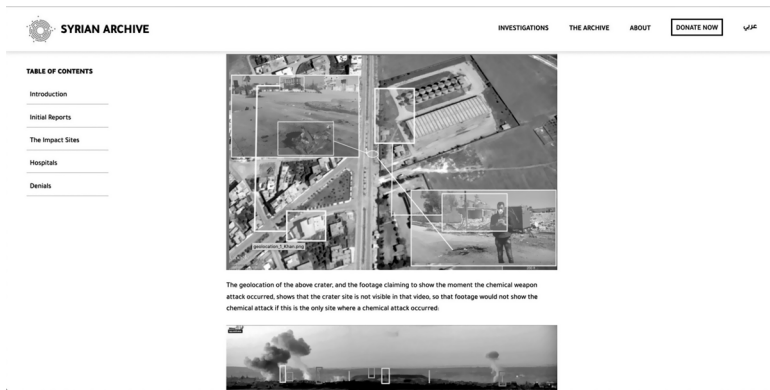 SYRIAN ARCHIVE
INVESTIGATIONS
THE ARCHIVE
ABOUT
DONATE NOW
عربي
TABLE OF CONTENTS
Introduction
Initial Reports
The Impact Sites
Hospitals
Denials
geolocation_1_Khan.png
The geolocation of the above crater, and the footage claiming to show the moment the chemical weapon
attack occurred, shows that the crater site is not visible in that video, so that footage would not show the
chemical attack if this is the only site where a chemical attack occurred: